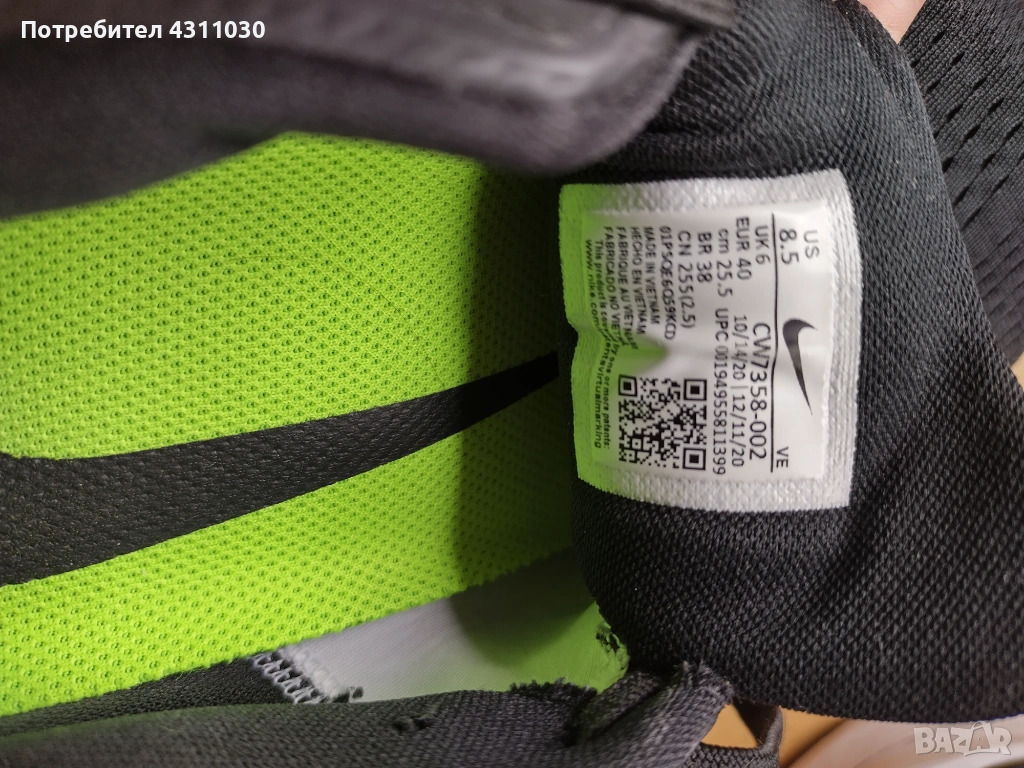 Потребител 4311030
US
8.5
VE
UK 6
EUR 40
cm 25.5
BR 38
CN 255(2.5)
CW7358-002
10/14/20 | 12/11/20
UPC 00194955811399
MADE IN VIETNAM
HECHO EN VIETNAM
FABRIQUE AU VIETNAM
FABRICADO NO VIETNAM
BAZAR